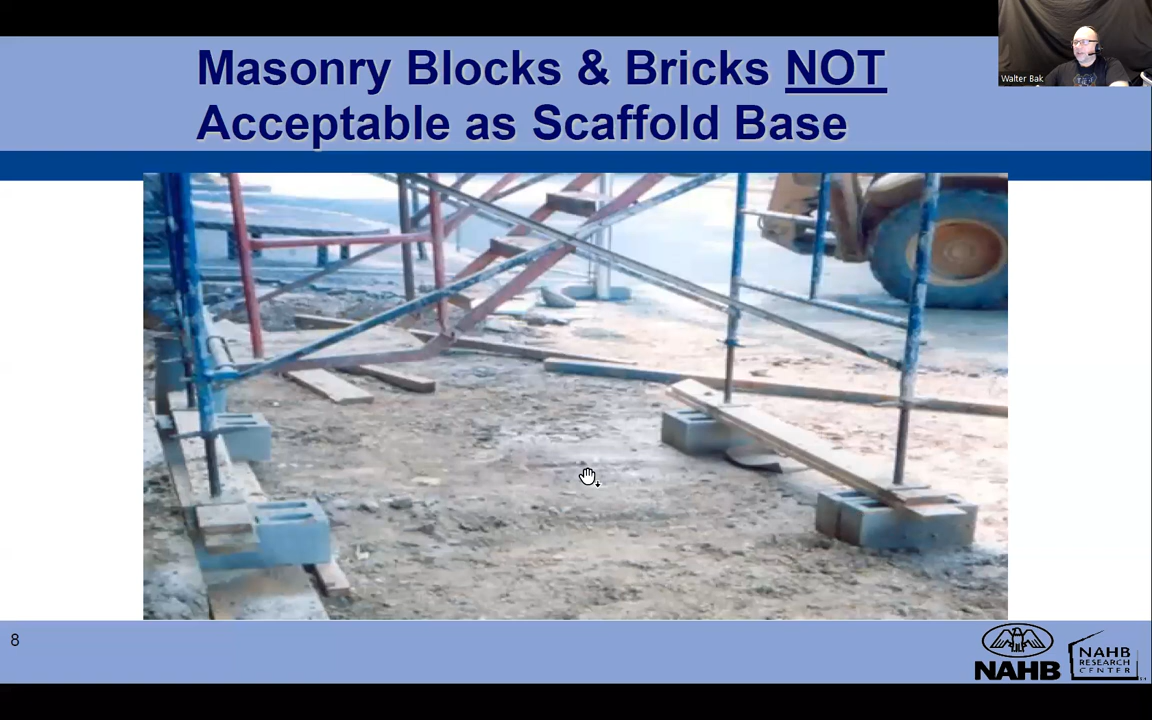 Masonry Blocks & Bricks NOT
Acceptable as Scaffold Base
Walter Bak
8
NAHB
NAHB
RESEARCH
CENTER